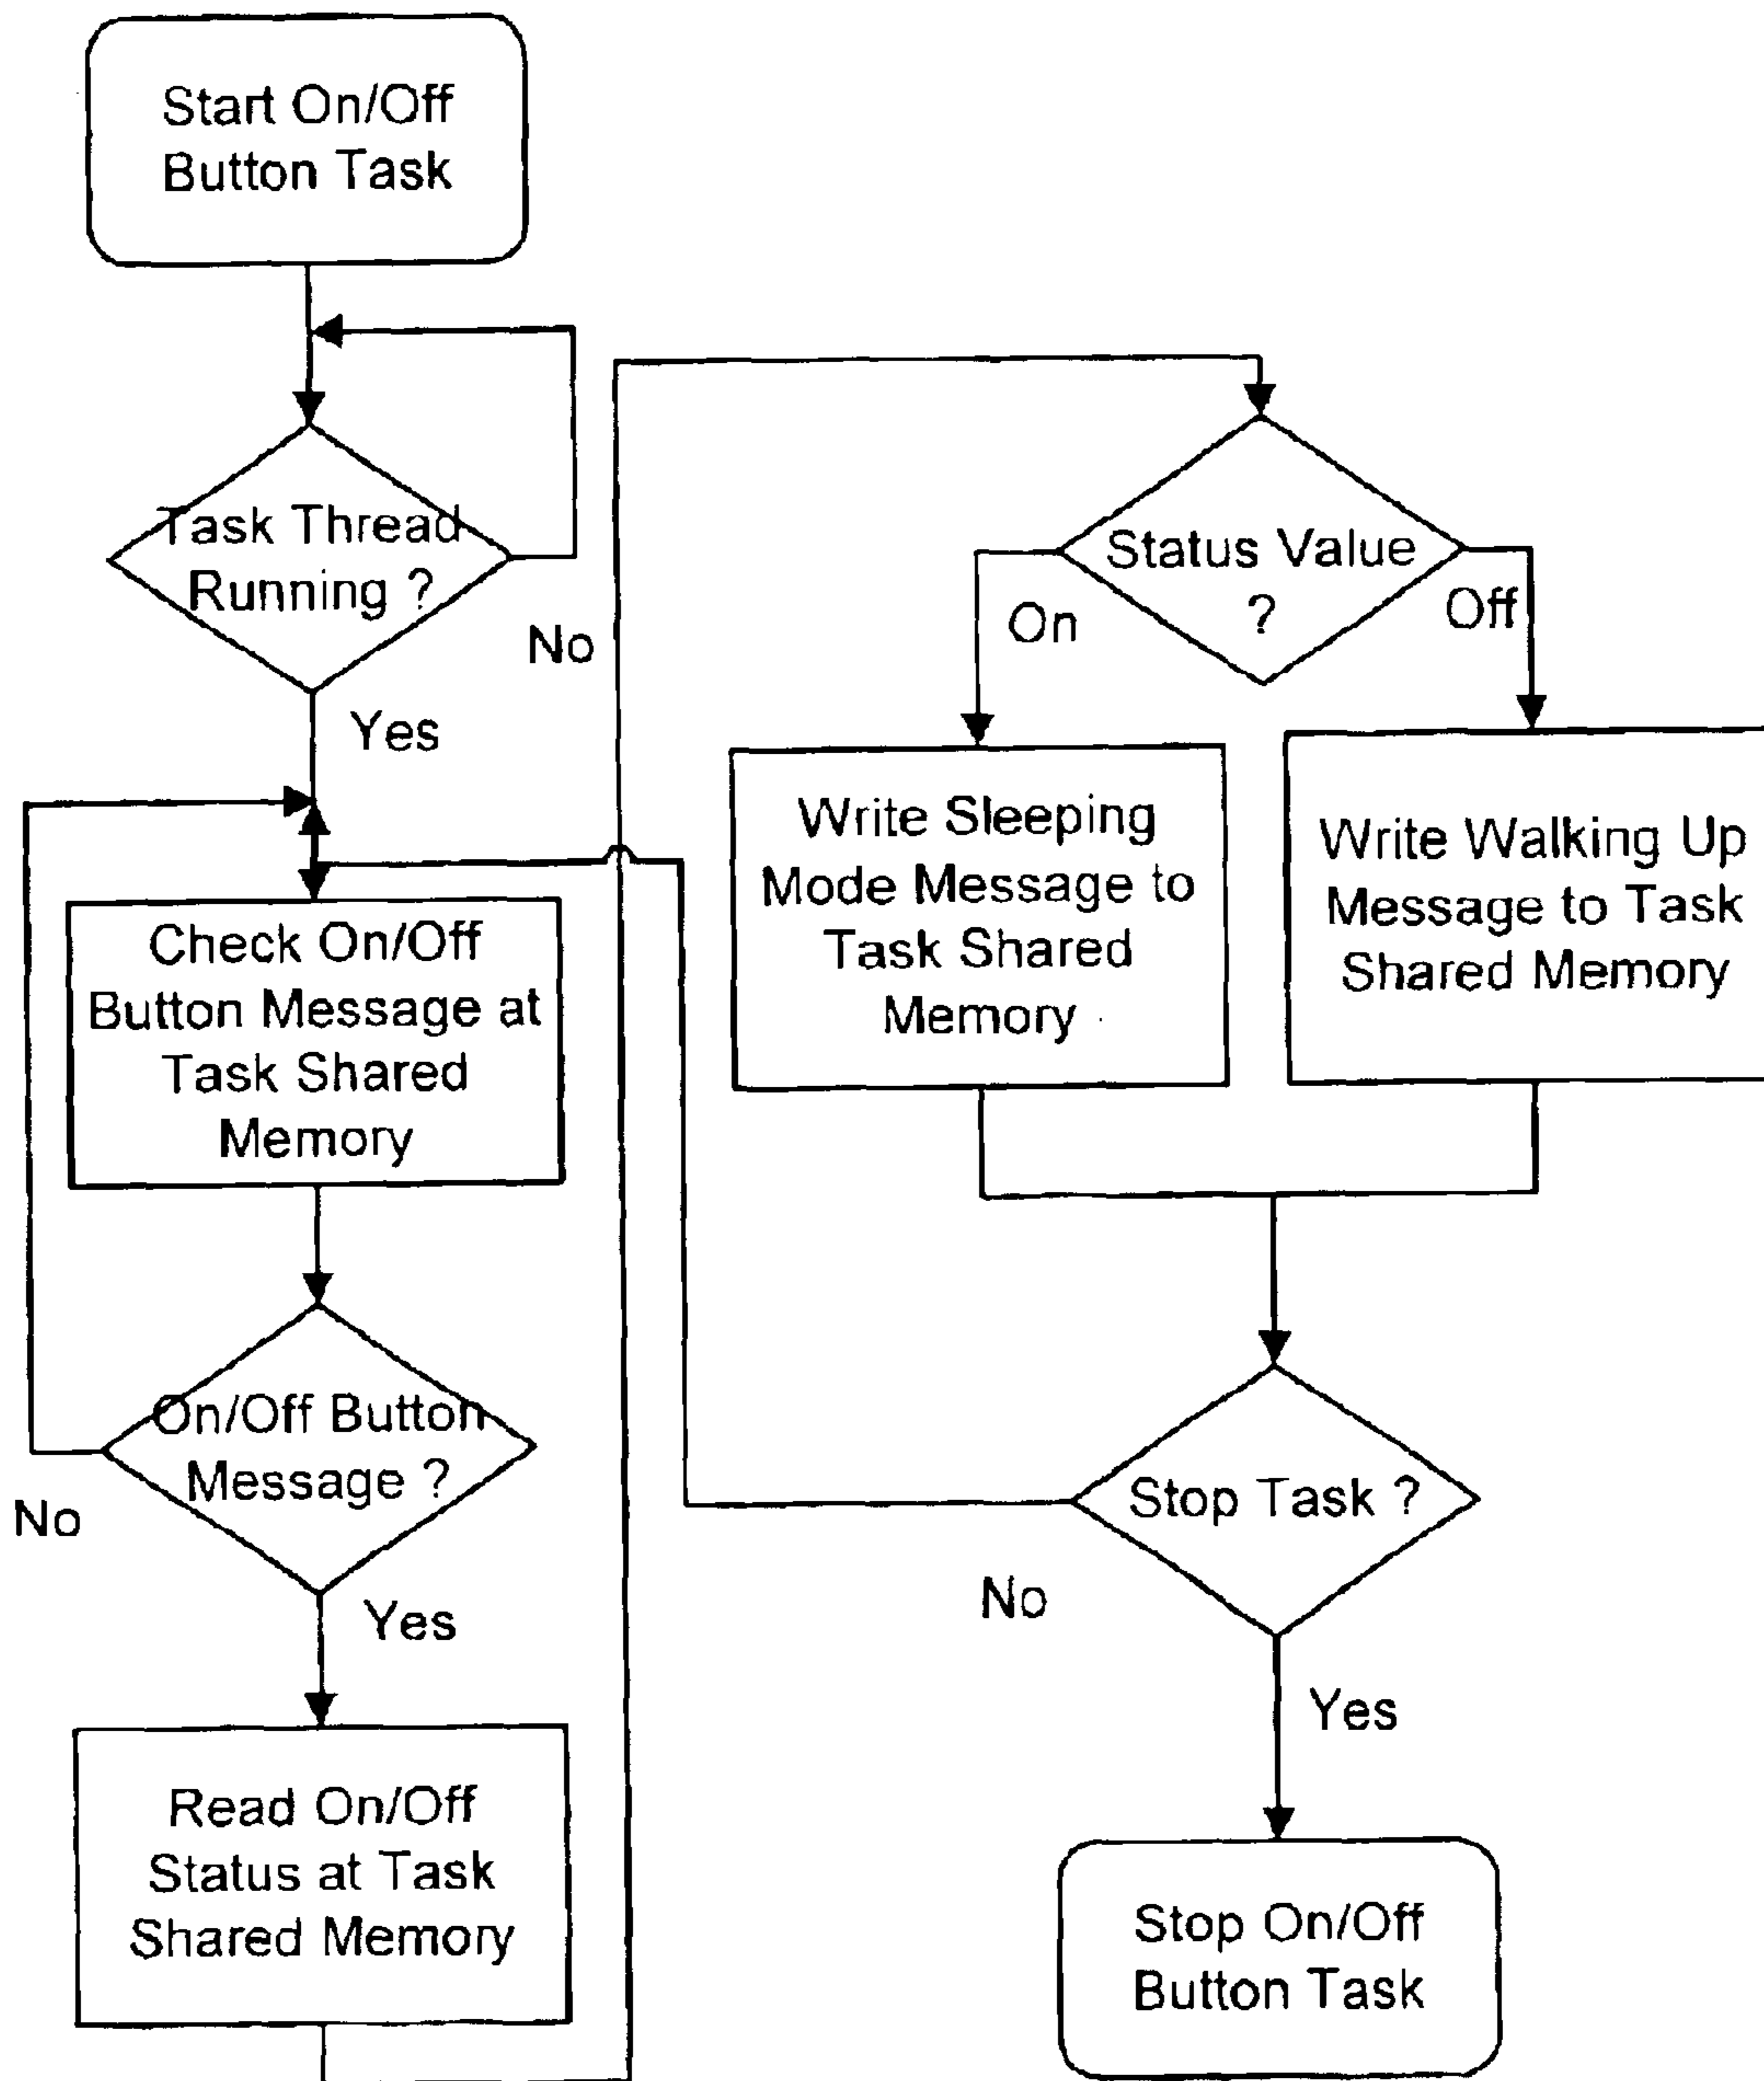 Start On/Off
Button Task
Task Thread
Running ?
No
Yes
Check On/Off
Button Message at
Task Shared
Memory
On/Off Button
Message ?
No
Yes
Read On/Off
Status at Task
Shared Memory
Status Value
?
On
Off
Write Sleeping
Mode Message to
Task Shared
Memory
Write Walking Up
Message to Task
Shared Memory
Stop Task ?
No
Yes
Stop On/Off
Button Task